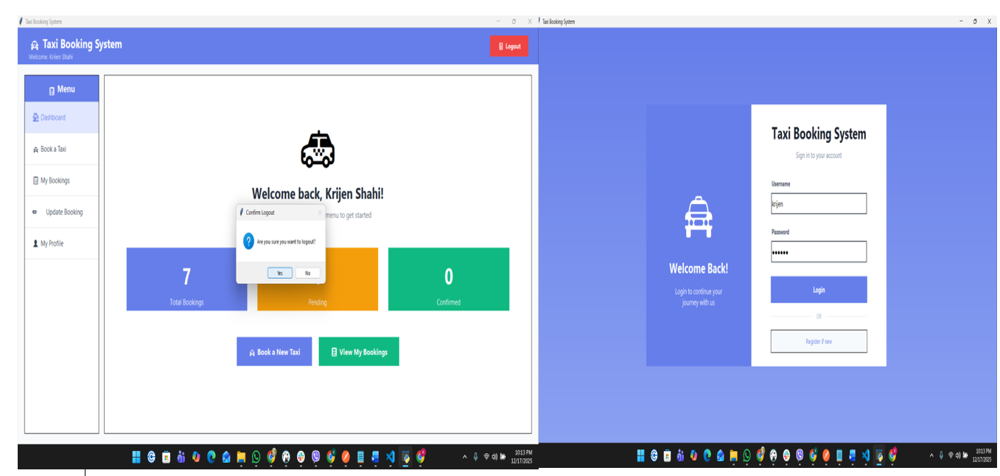 Taxi Booking System
Taxi Booking System
Welcome, Krijen Shahi
Logout
Menu
Dashboard
Book a Taxi
My Bookings
Update Booking
My Profile
Welcome back, Krijen Shahi!
menu to get started
Confirm Logout
Are you sure you want to logout?
Yes
No
7
Total Bookings
Pending
0
Confirmed
Book a New Taxi
View My Bookings
10:13 PM
12/17/2025
Taxi Booking System
Welcome Back!
Login to continue your
journey with us
Taxi Booking System
Sign in to your account
Username
krijen
Password
Login
OR
Register if new
10:13 PM
12/17/2025